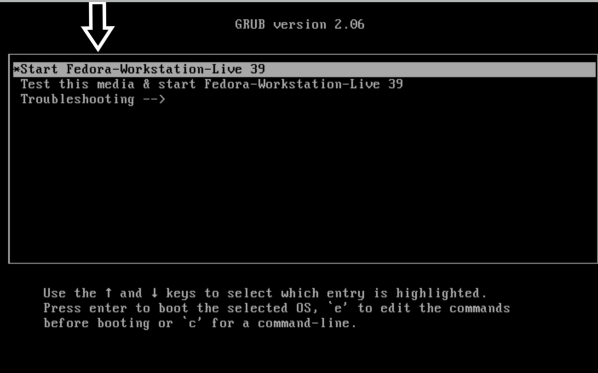 GRUB version 2.06
*Start Fedora-Workstation-Live 39
Test this media & start Fedora-Workstation-Live 39
Troubleshooting -->
Use the ↑ and ↓ keys to select which entry is highlighted.
Press enter to boot the selected OS, `e' to edit the commands
before booting or `c' for a command-line.